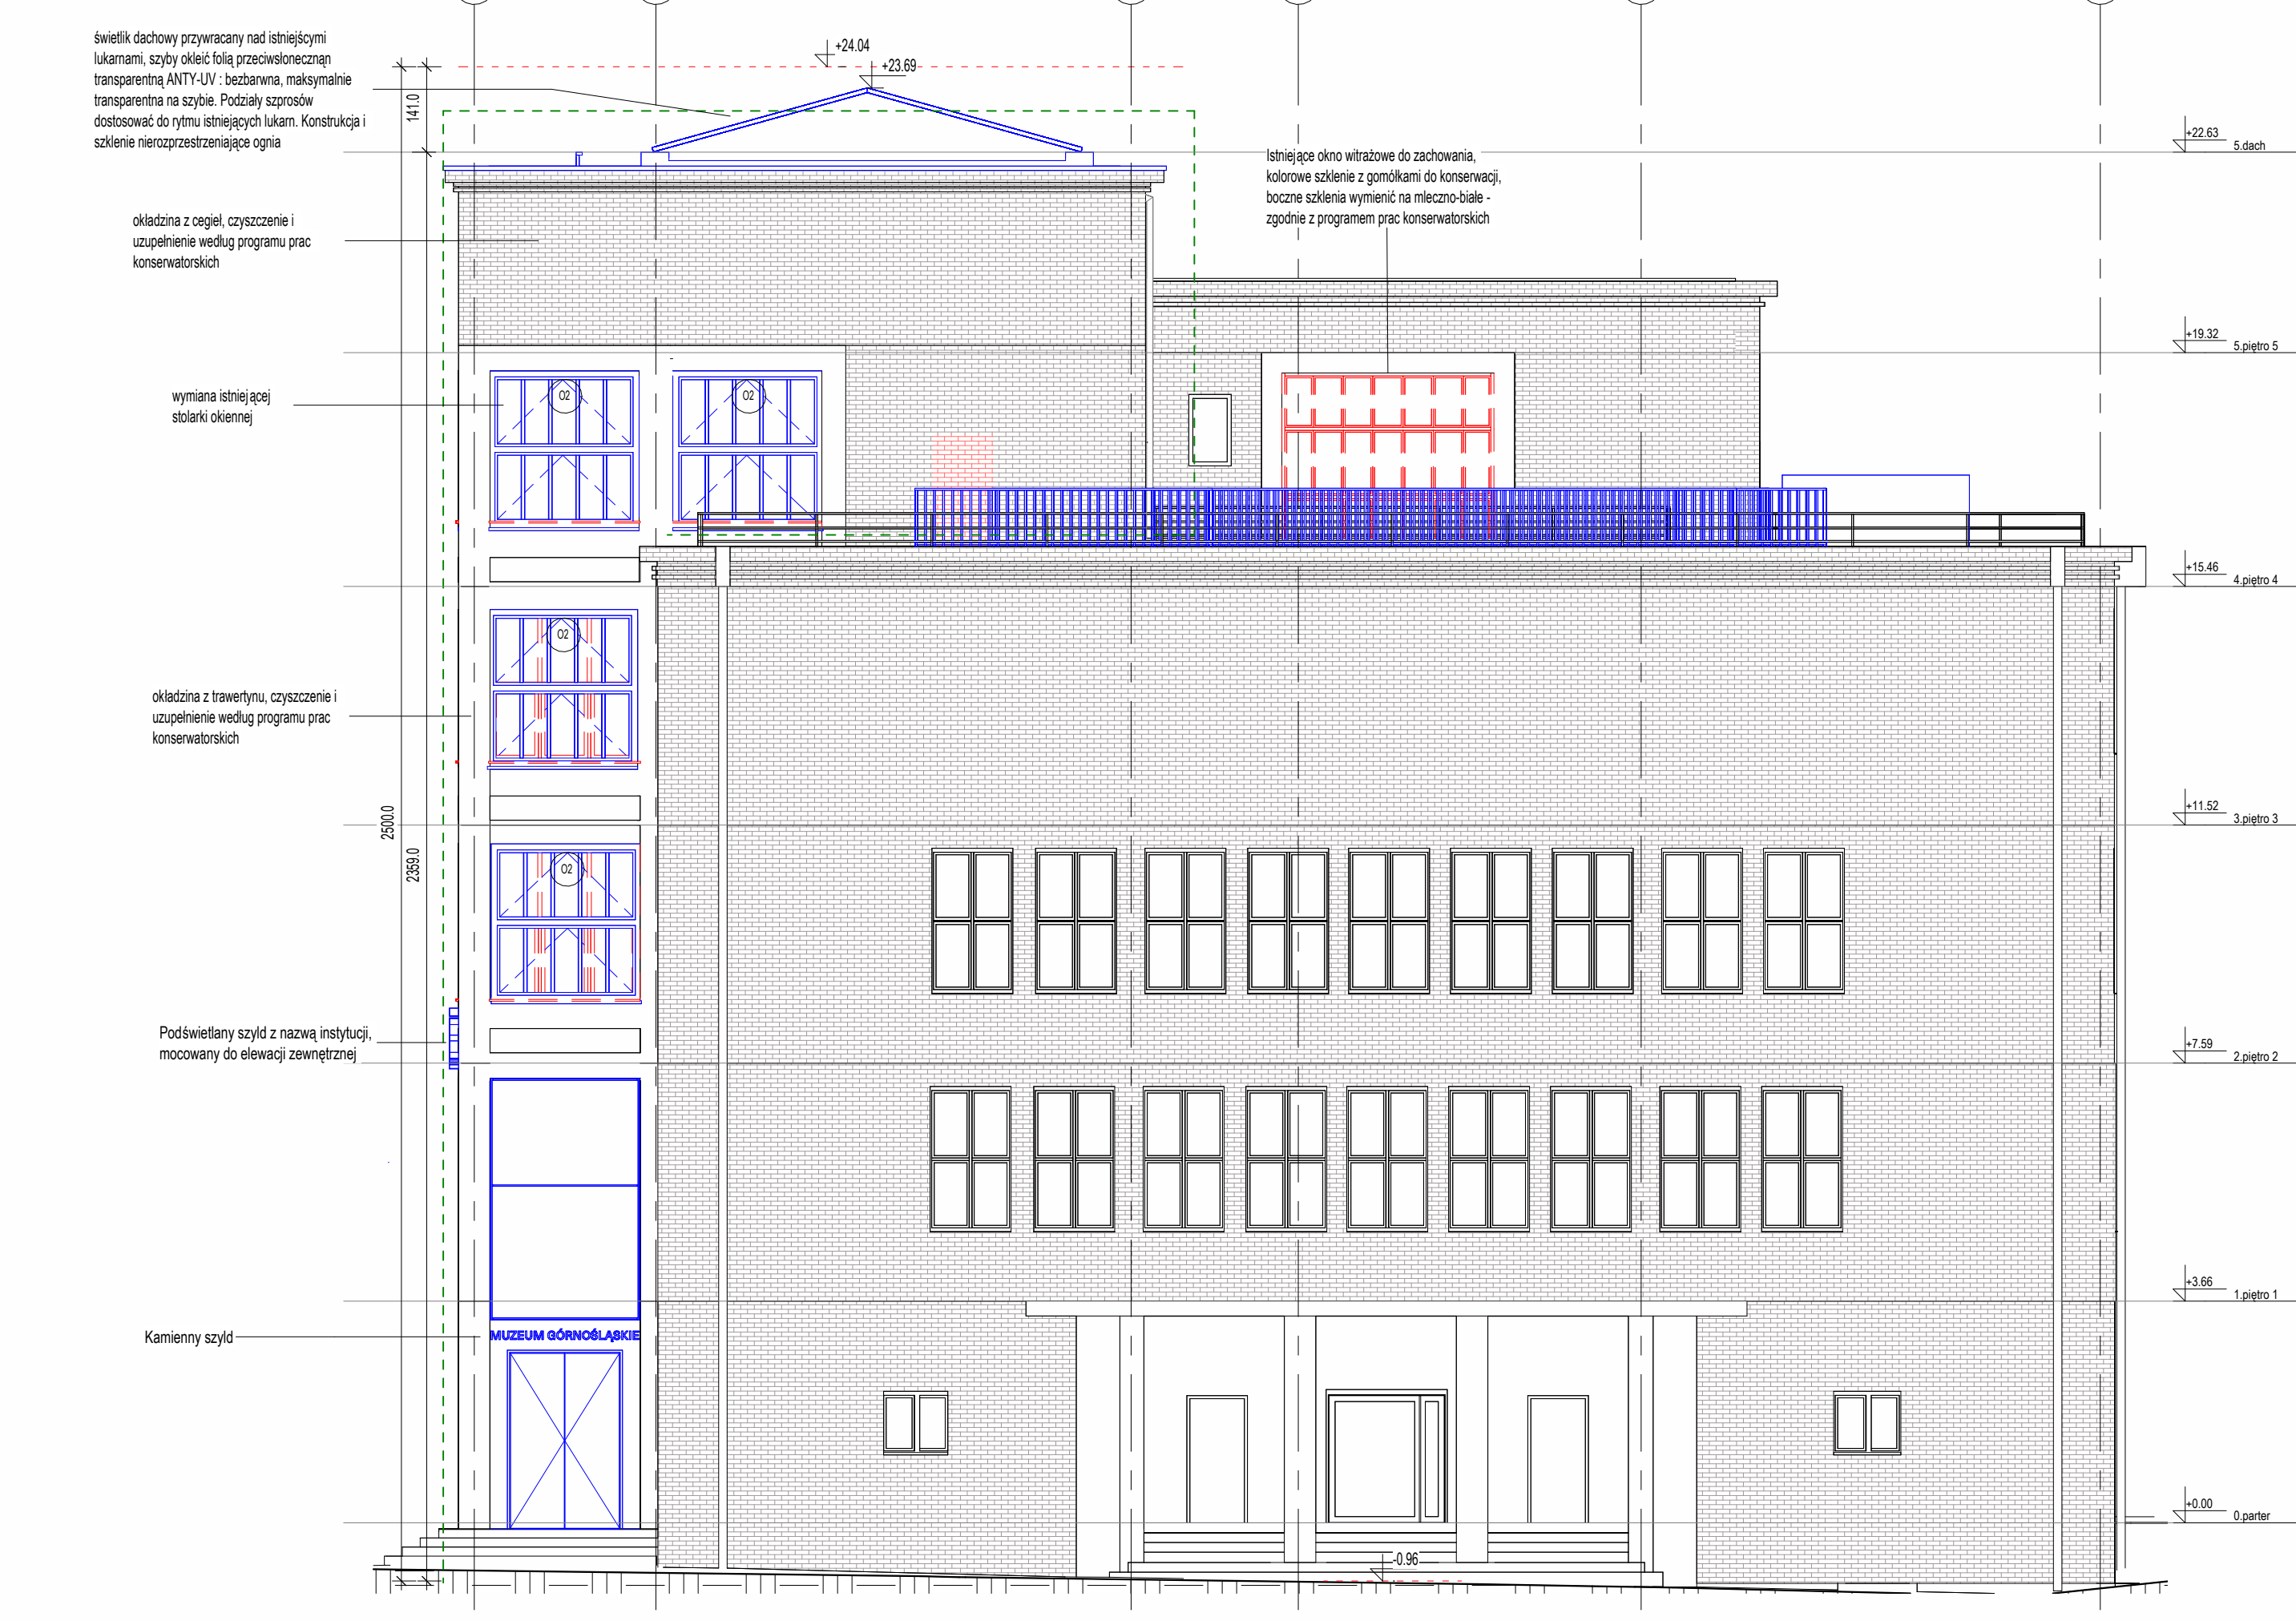 świetlik dachowy przywracany nad istniejścymi
lukarnami, szyby okleić folią przeciwsłonecznąn
transparentną ANTY-UV : bezbarwna, maksymalnie
transparentna na szybie. Podziały szprosów
dostosować do rytmu istniejących lukarn. Konstrukcja i
szklenie nierozprzestrzeniające ognia
+24.04
+23.69
141.0
+22.63
5.dach
Istniejące okno witrażowe do zachowania,
kolorowe szklenie z gomółkami do konserwacji,
boczne szklenia wymienić na mleczno-białe -
zgodnie z programem prac konserwatorskich
okładzina z cegieł, czyszczenie i
uzupełnienie według programu prac
konserwatorskich
+19.32
5.piętro 5
wymiana istniejącej
stolarki okiennej
O2
O2
+15.46
4.piętro 4
O2
okładzina z trawertynu, czyszczenie i
uzupełnienie według programu prac
konserwatorskich
2500.0
2359.0
+11.52
3.piętro 3
O2
Podświetlany szyld z nazwą instytucji,
mocowany do elewacji zewnętrznej
+7.59
2.piętro 2
+3.66
1.piętro 1
Kamienny szyld
MUZEUM GÓRNOŚLĄSKIE
+0.00
0.parter
-0.96